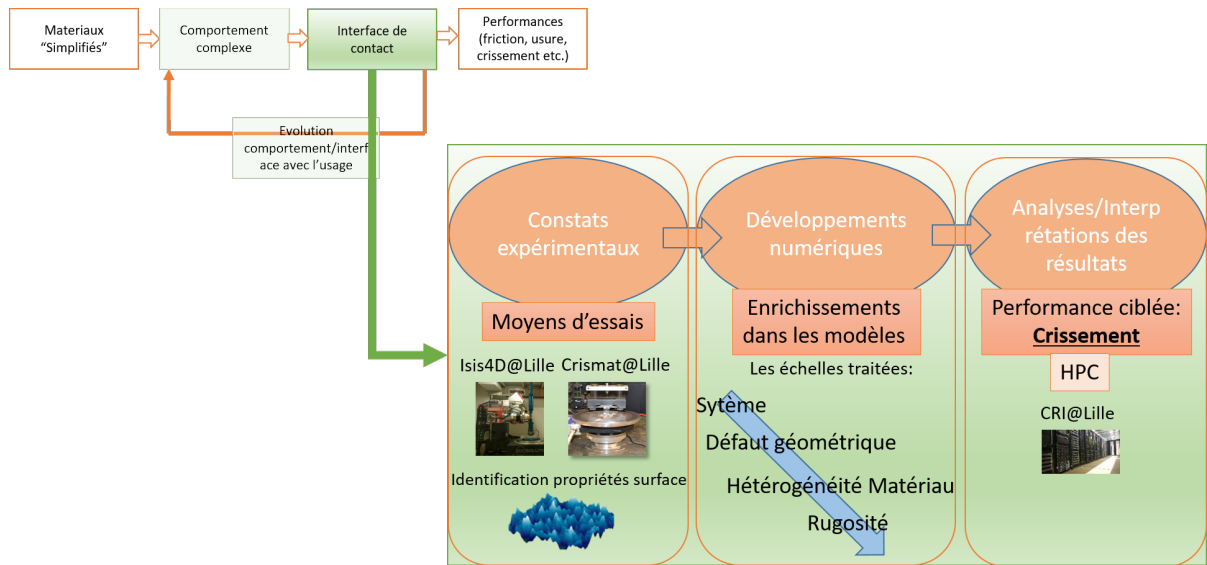 Materiaux
“Simplifiés”
Comportement
complexe
Interface de
contact
Performances
(friction, usure,
crissement etc.)
Evolution
comportement/interf
ace avec l’usage
Constats
expérimentaux
Développements
numériques
Analyses/Interp
rétations des
résultats
Moyens d’essais
Enrichissements
dans les modèles
Performance ciblée:
Crissement
Isis4D@Lille
Crismat@Lille
Les échelles traitées:
HPC
Sytème
CRI@Lille
Défaut géométrique
Identification propriétés surface
Hétérogénéité Matériau
Rugosité